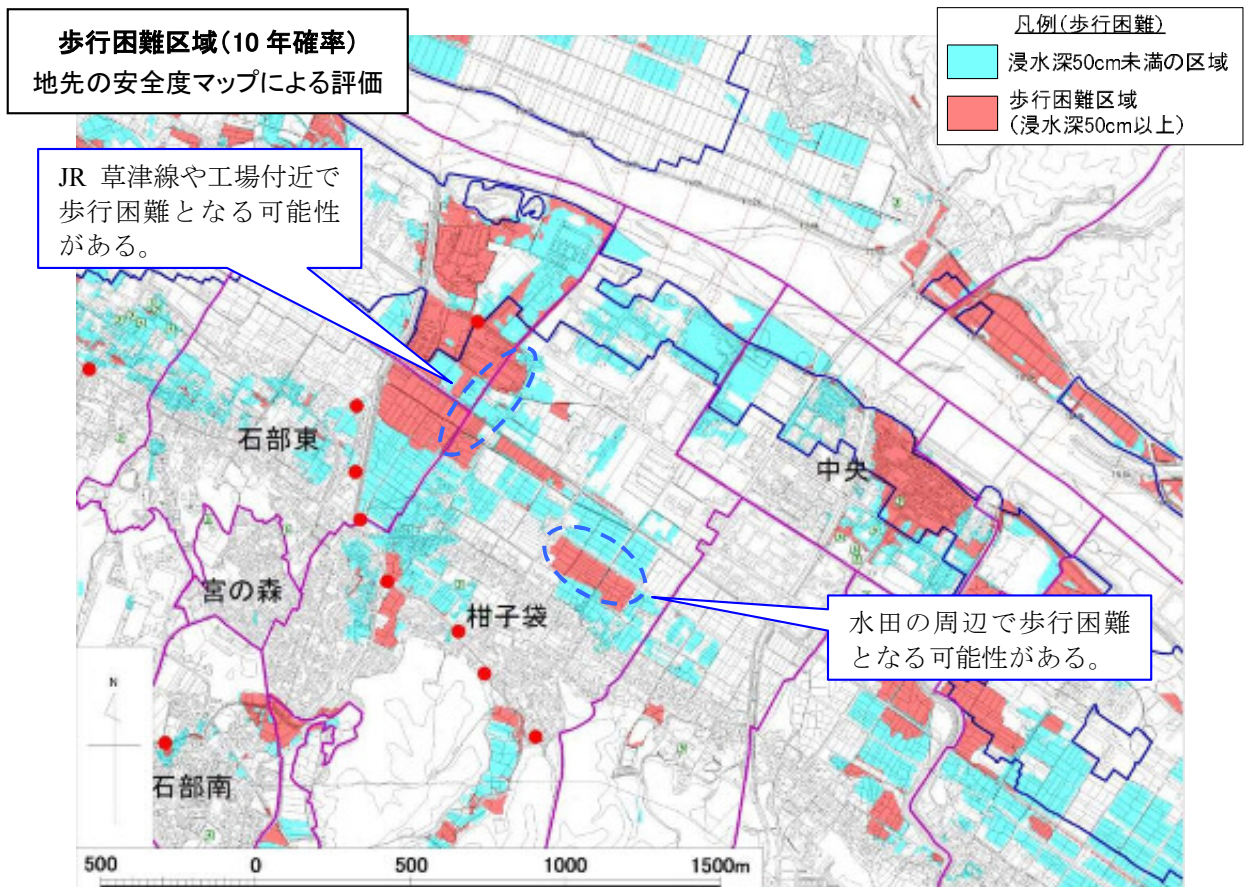 歩行困難区域(10年確率)
地先の安全度マップによる評価
凡例(歩行困難)
浸水深50cm未満の区域
歩行困難区域
(浸水深50cm以上)
JR 草津線や工場付近で
歩行困難となる可能性
がある。
石部東
中央
宮の森
柑子袋
水田の周辺で歩行困難
となる可能性がある。
N
石部南
500 0 500 1000 1500m